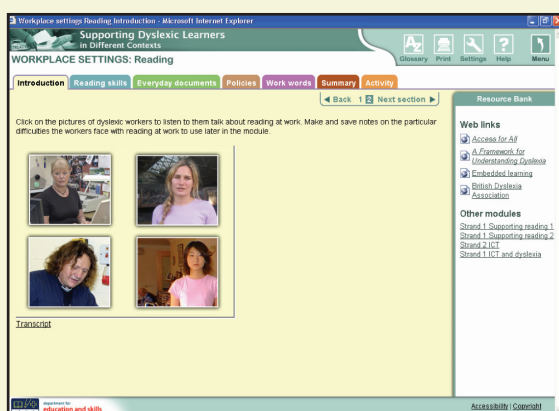 Workplace settings Reading Introduction - Microsoft Internet Explorer
Supporting Dyslexic Learners
in Different Contexts
WORKPLACE SETTINGS: Reading
Glossary Print Settings Help Menu
Introduction Reading skills Everyday documents Policies Work words Summary Activity
Back 1 2 Next section
Resource Bank
Click on the pictures of dyslexic workers to listen to them talk about reading at work. Make and save notes on the particular
difficulties the workers face with reading at work to use later in the module.
Web links
Access for All
A Framework for
Understanding Dyslexia
Embedded learning
British Dyslexia
Association
Other modules
Strand 1 Supporting reading 1
Strand 1 Supporting reading 2
Strand 2 ICT
Strand 1 ICT and dyslexia
Transcript
department for
education and skills
Accessibility | Copyright